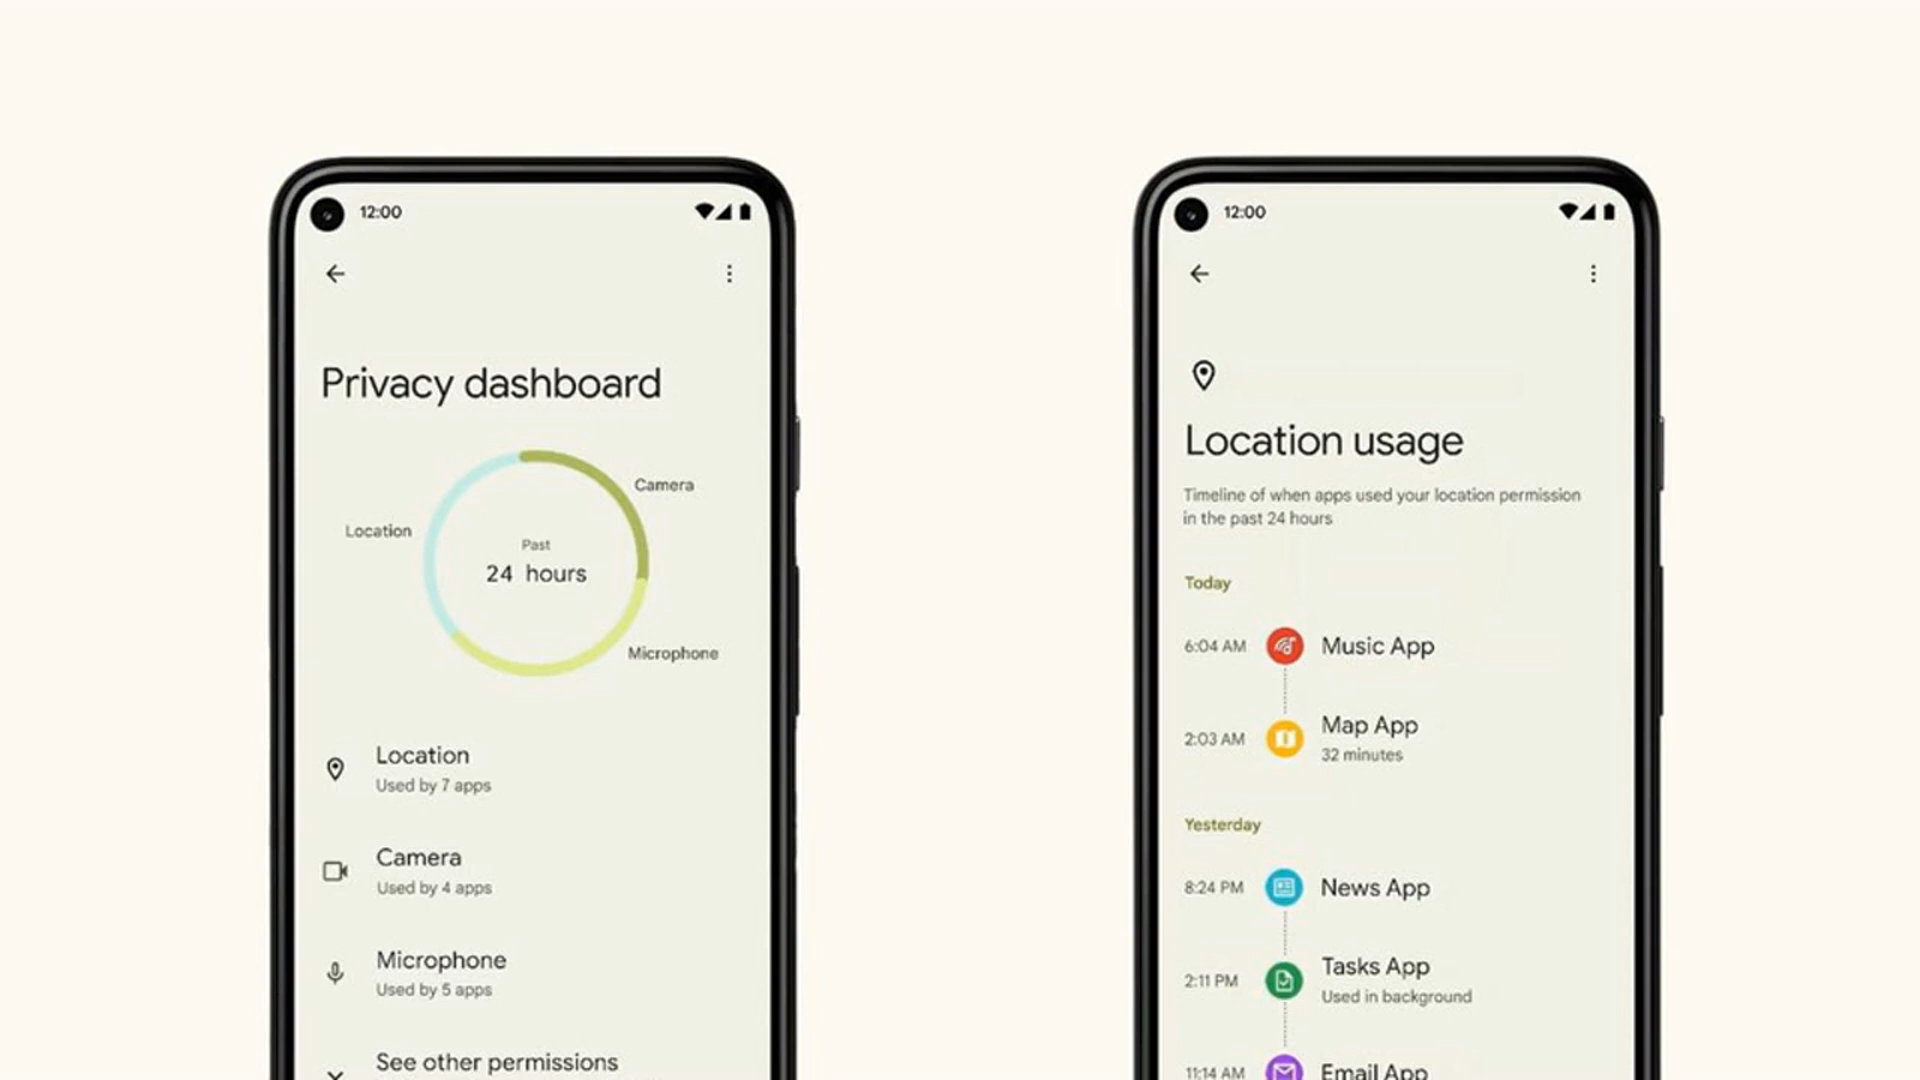 12:00
Privacy dashboard
Camera
Location
Past
24 hours
Microphone
Location
Used by 7 apps
Camera
Used by 4 apps
Microphone
Used by 5 apps
See other permissions
12:00
Location usage
Timeline of when apps used your location permission
in the past 24 hours
Today
6:04 AM Music App
2:03 AM Map App
32 minutes
Yesterday
8:24 PM News App
2:11 PM Tasks App
Used in background
11:14 AM Email App